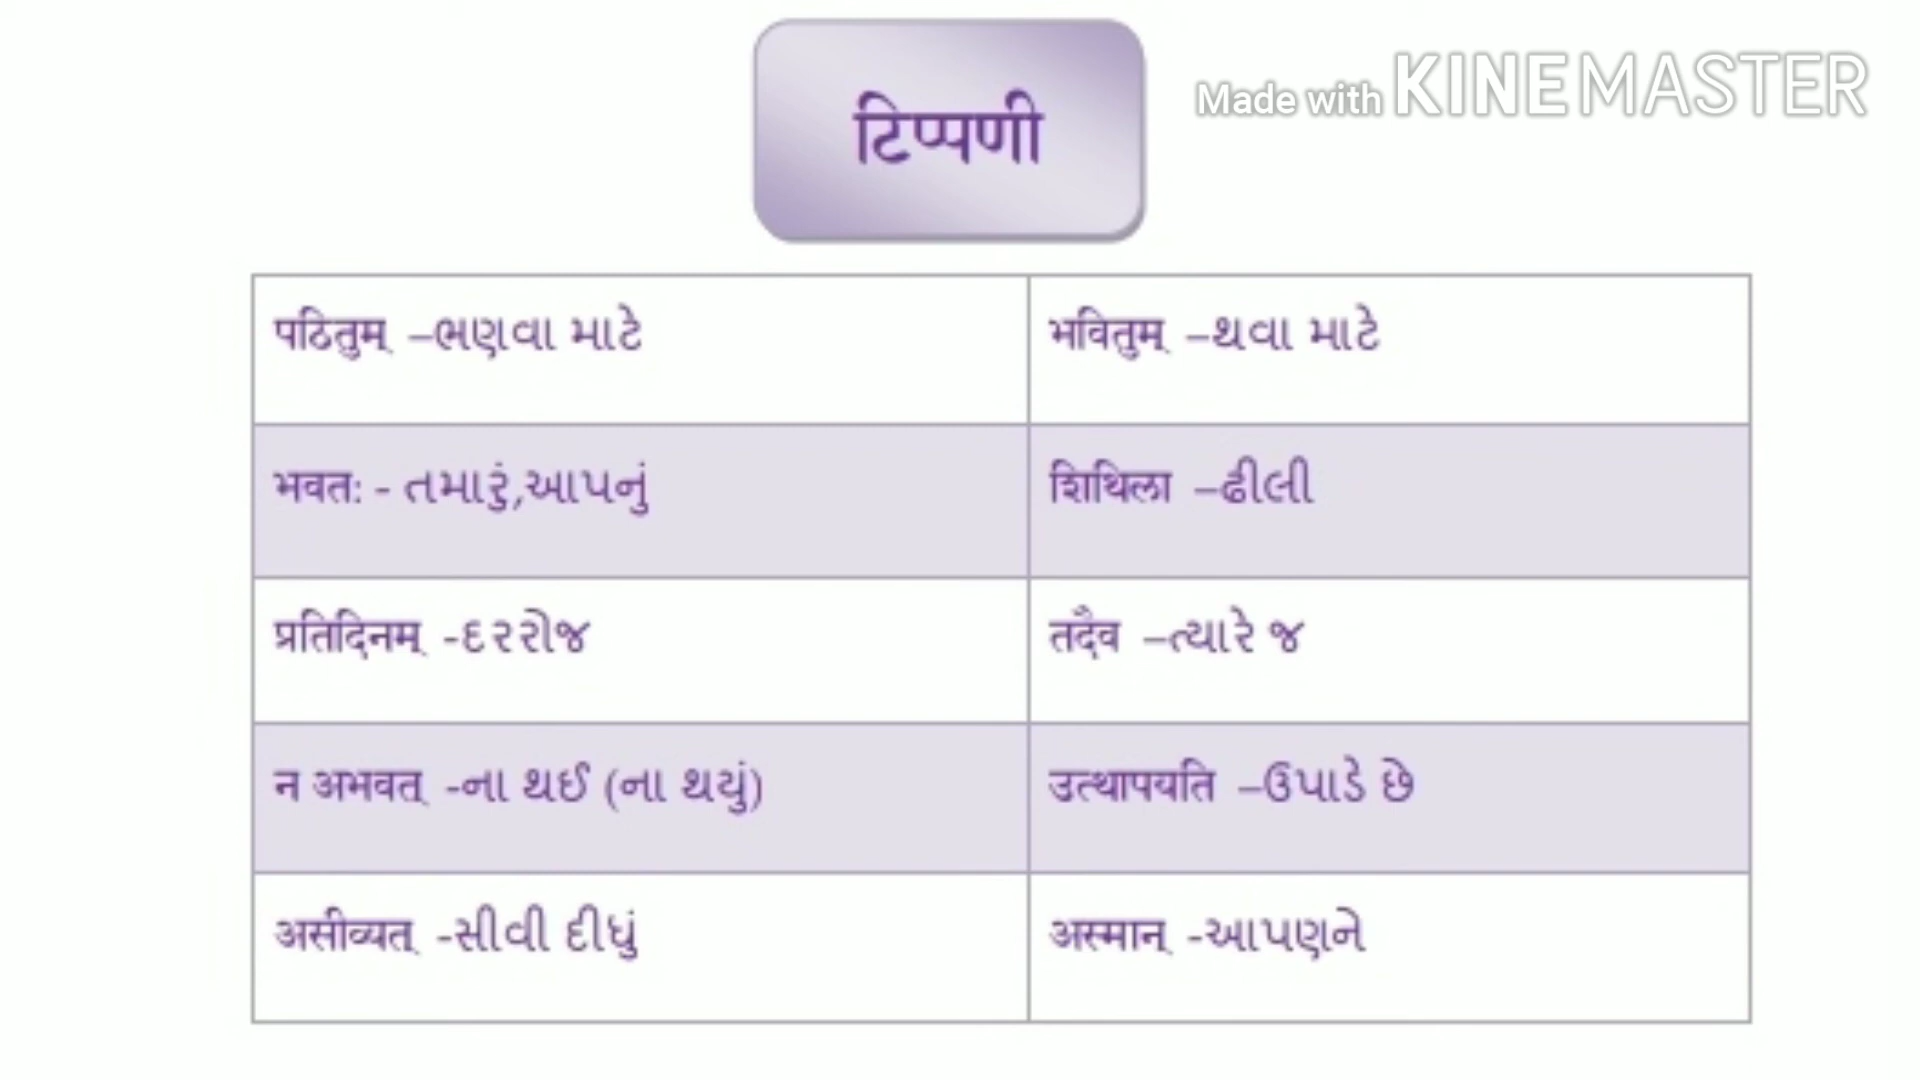 Made with KINEMASTER
टिप्पणी
पठितुम् –ભણવા માટે
भवितुम् –થવા માટે
भवत: - તમારું,આપનું
शिथिला –ઢીલી
प्रतिदिनम् -દરરોજ
तदैव –ત્યારે જ
न अभवत् -ના થઈ (ના થયું)
उत्थापयति –ઉપાડે છે
असीव्यत् -સીવી દીધું
अस्मान् -આપણને